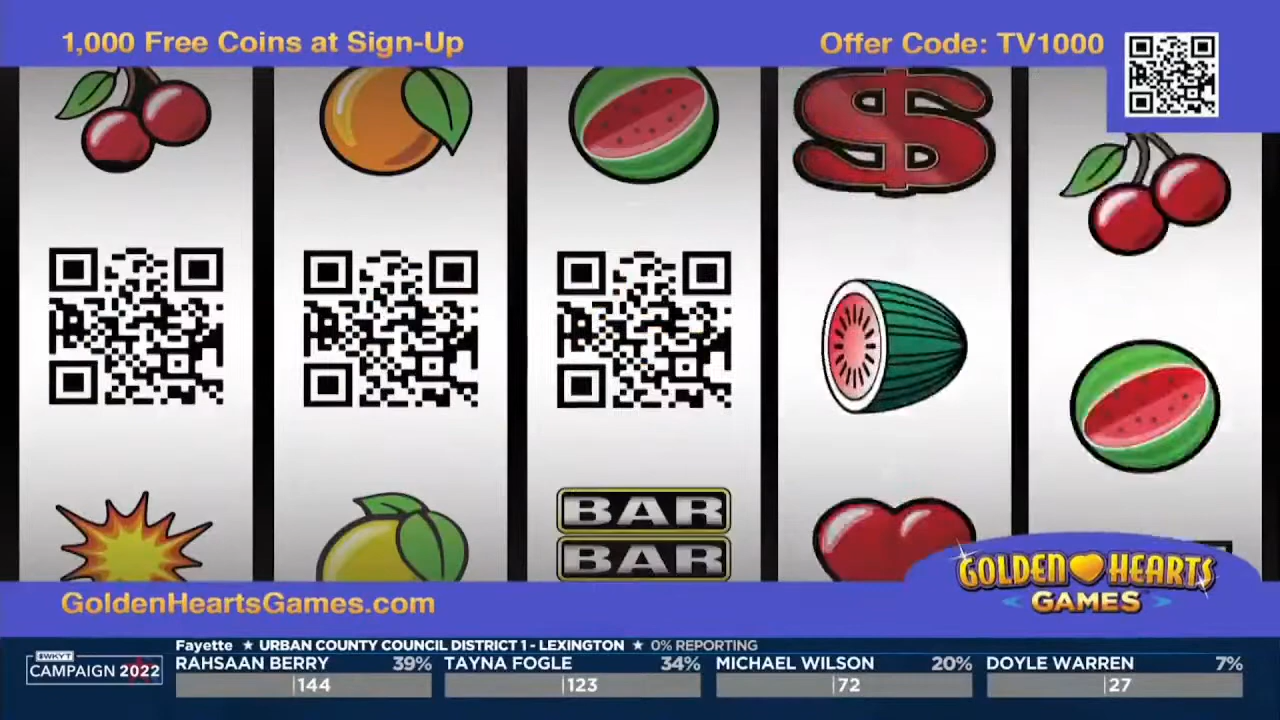 1,000 Free Coins at Sign-Up
Offer Code: TV1000
BAR
BAR
GOLDEN HEARTS
GAMES
GoldenHeartsGames.com
WKYT
CAMPAIGN 2022
Fayette ★ URBAN COUNTY COUNCIL DISTRICT 1 - LEXINGTON ★ 0% REPORTING
RAHSAAN BERRY 39% TAYNA FOGLE 34% MICHAEL WILSON 20% DOYLE WARREN 7%
144 123 72 27